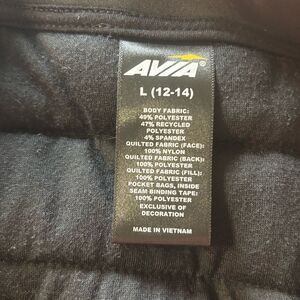 AVIA
L (12-14)
BODY FABRIC:
49% POLYESTER
47% RECYCLED
POLYESTER
4% SPANDEX
QUILTED FABRIC (FACE):
100% NYLON
QUILTED FABRIC (BACK):
100% POLYESTER
QUILTED FABRIC (FILL):
100% POLYESTER
POCKET BAGS, INSIDE
SEAM BINDING TAPE:
100% POLYESTER
EXCLUSIVE OF
DECORATION
MADE IN VIETNAM